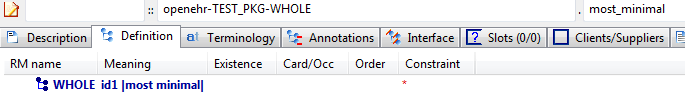 :: openehr-TEST_PKG-WHOLE . most_minimal
Description Definition Terminology Annotations Interface Slots (0/0) Clients/Suppliers
RM name Meaning Existence Card/Occ Order Constraint
WHOLE id1 |most minimal| *